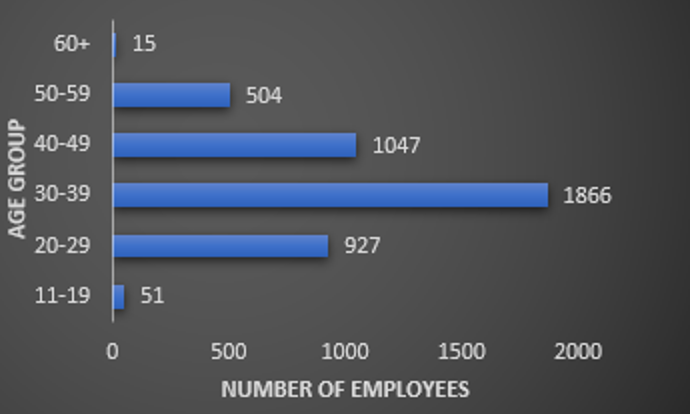 60+ 15
50-59 504
40-49 1047
30-39 1866
20-29 927
11-19 51
0 500 1000 1500 2000
NUMBER OF EMPLOYEES
AGE GROUP